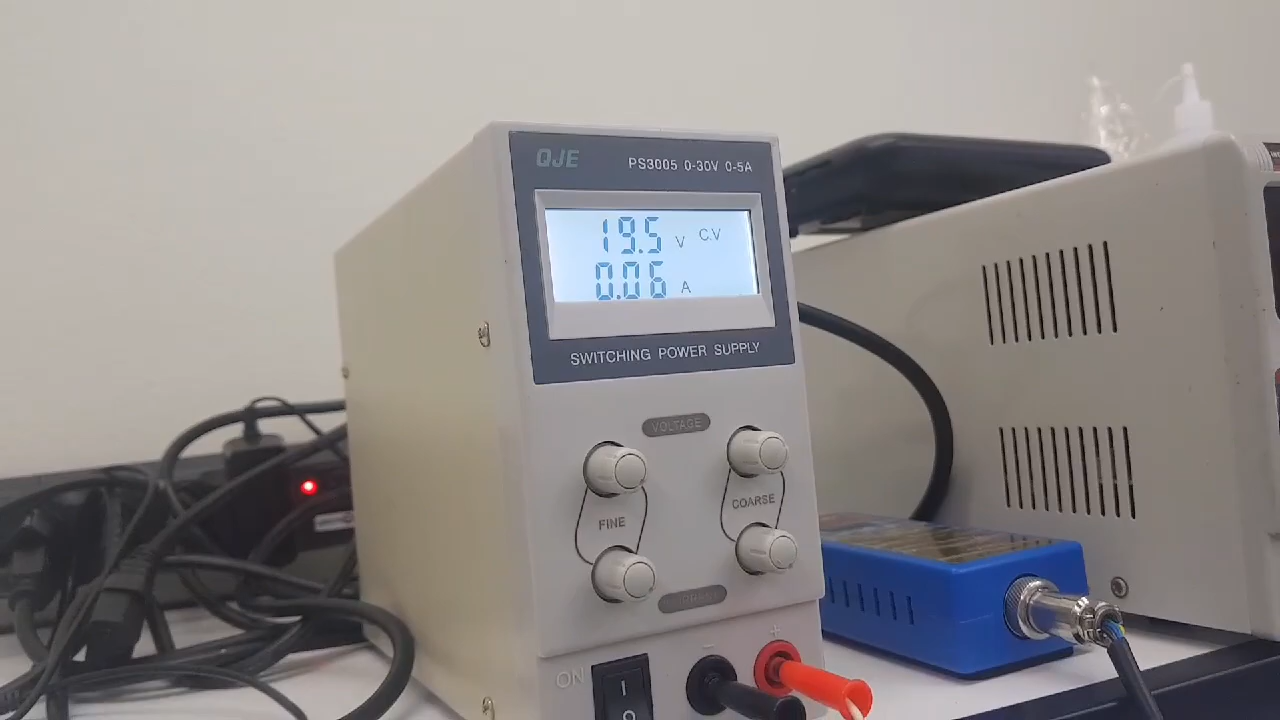 QJE PS3005 0-30V 0-5A
19.5 V C.V
0.06 A
SWITCHING POWER SUPPLY
VOLTAGE
FINE COARSE
- +
ON I
O